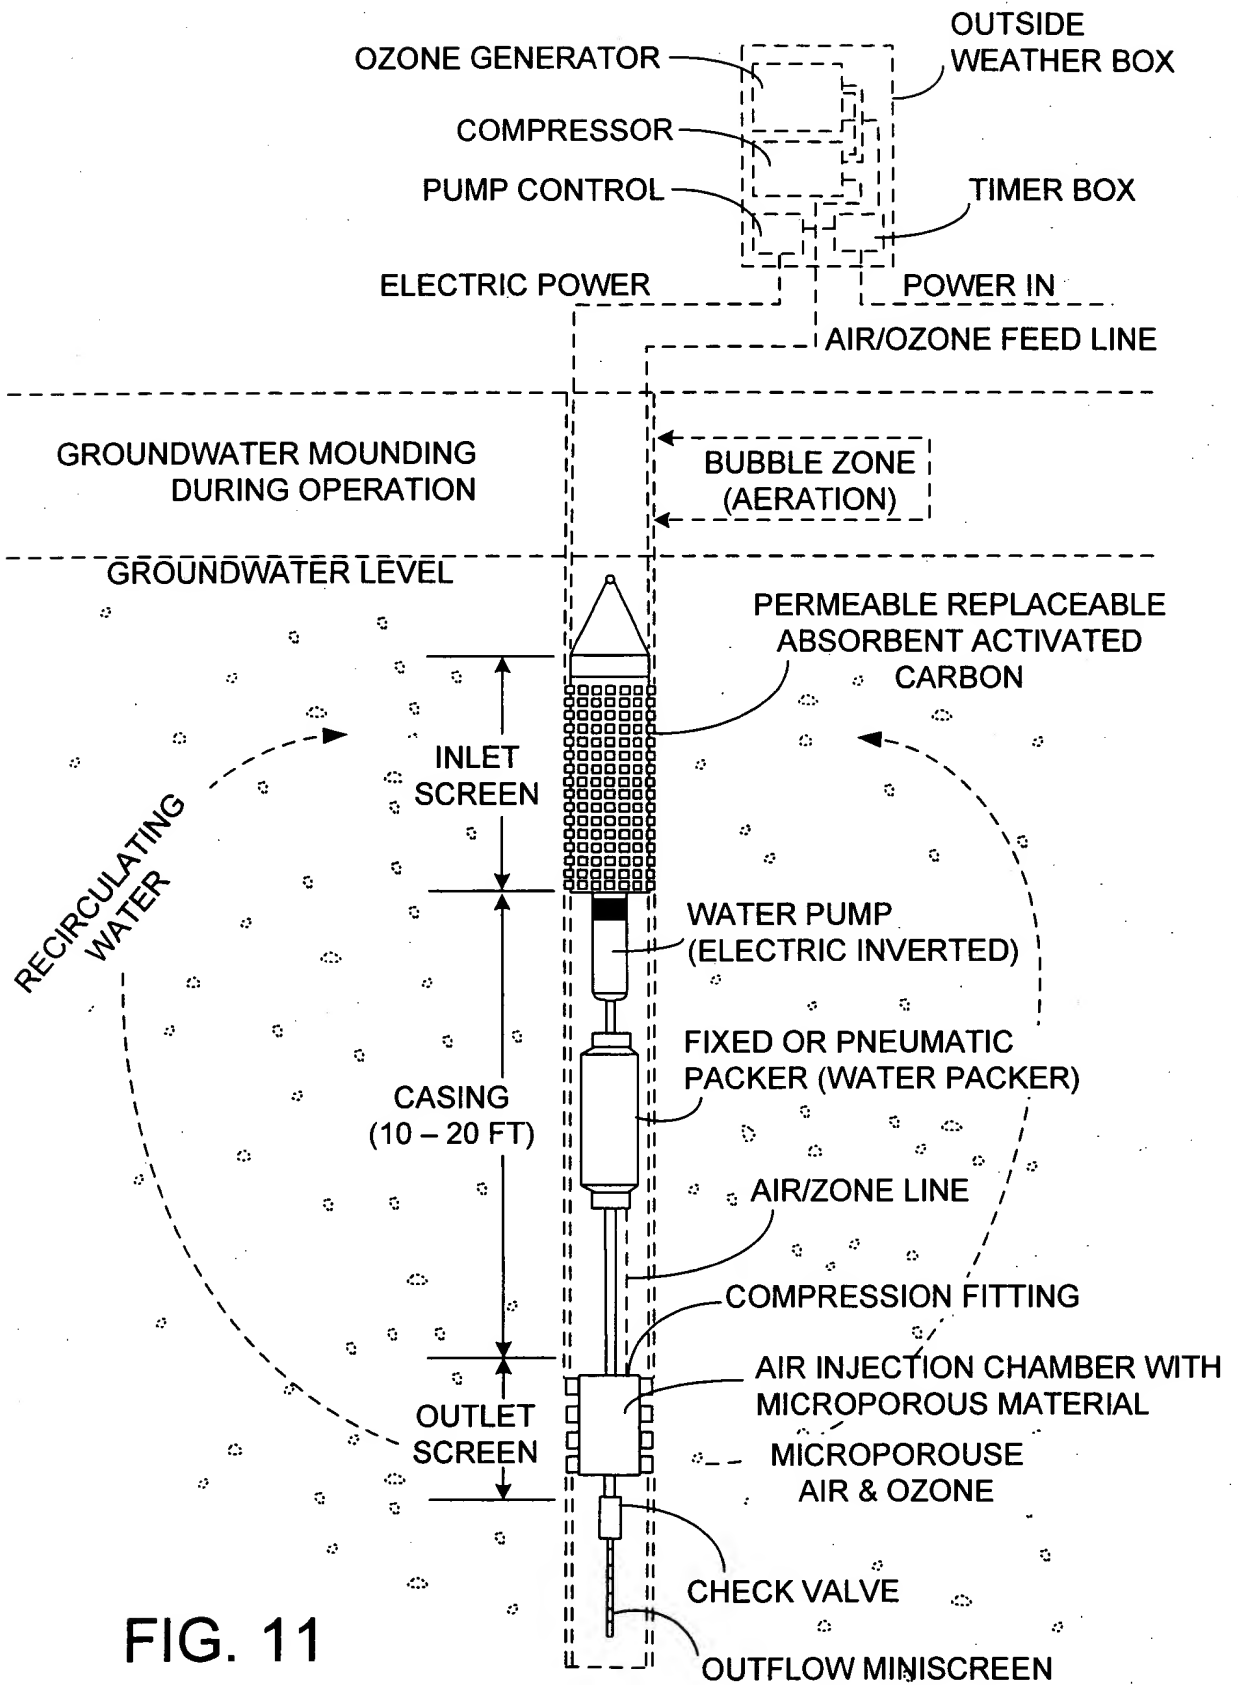 OUTSIDE
WEATHER BOX
OZONE GENERATOR
COMPRESSOR
PUMP CONTROL
TIMER BOX
ELECTRIC POWER
POWER IN
AIR/OZONE FEED LINE
GROUNDWATER MOUNDING
DURING OPERATION
BUBBLE ZONE
(AERATION)
GROUNDWATER LEVEL
PERMEABLE REPLACEABLE
ABSORBENT ACTIVATED
CARBON
INLET
SCREEN
RECIRCULATING
WATER
WATER PUMP
(ELECTRIC INVERTED)
FIXED OR PNEUMATIC
PACKER (WATER PACKER)
CASING
(10 – 20 FT)
AIR/ZONE LINE
COMPRESSION FITTING
AIR INJECTION CHAMBER WITH
MICROPOROUS MATERIAL
OUTLET
SCREEN
MICROPOROUSE
AIR & OZONE
CHECK VALVE
OUTFLOW MINISCREEN
FIG. 11